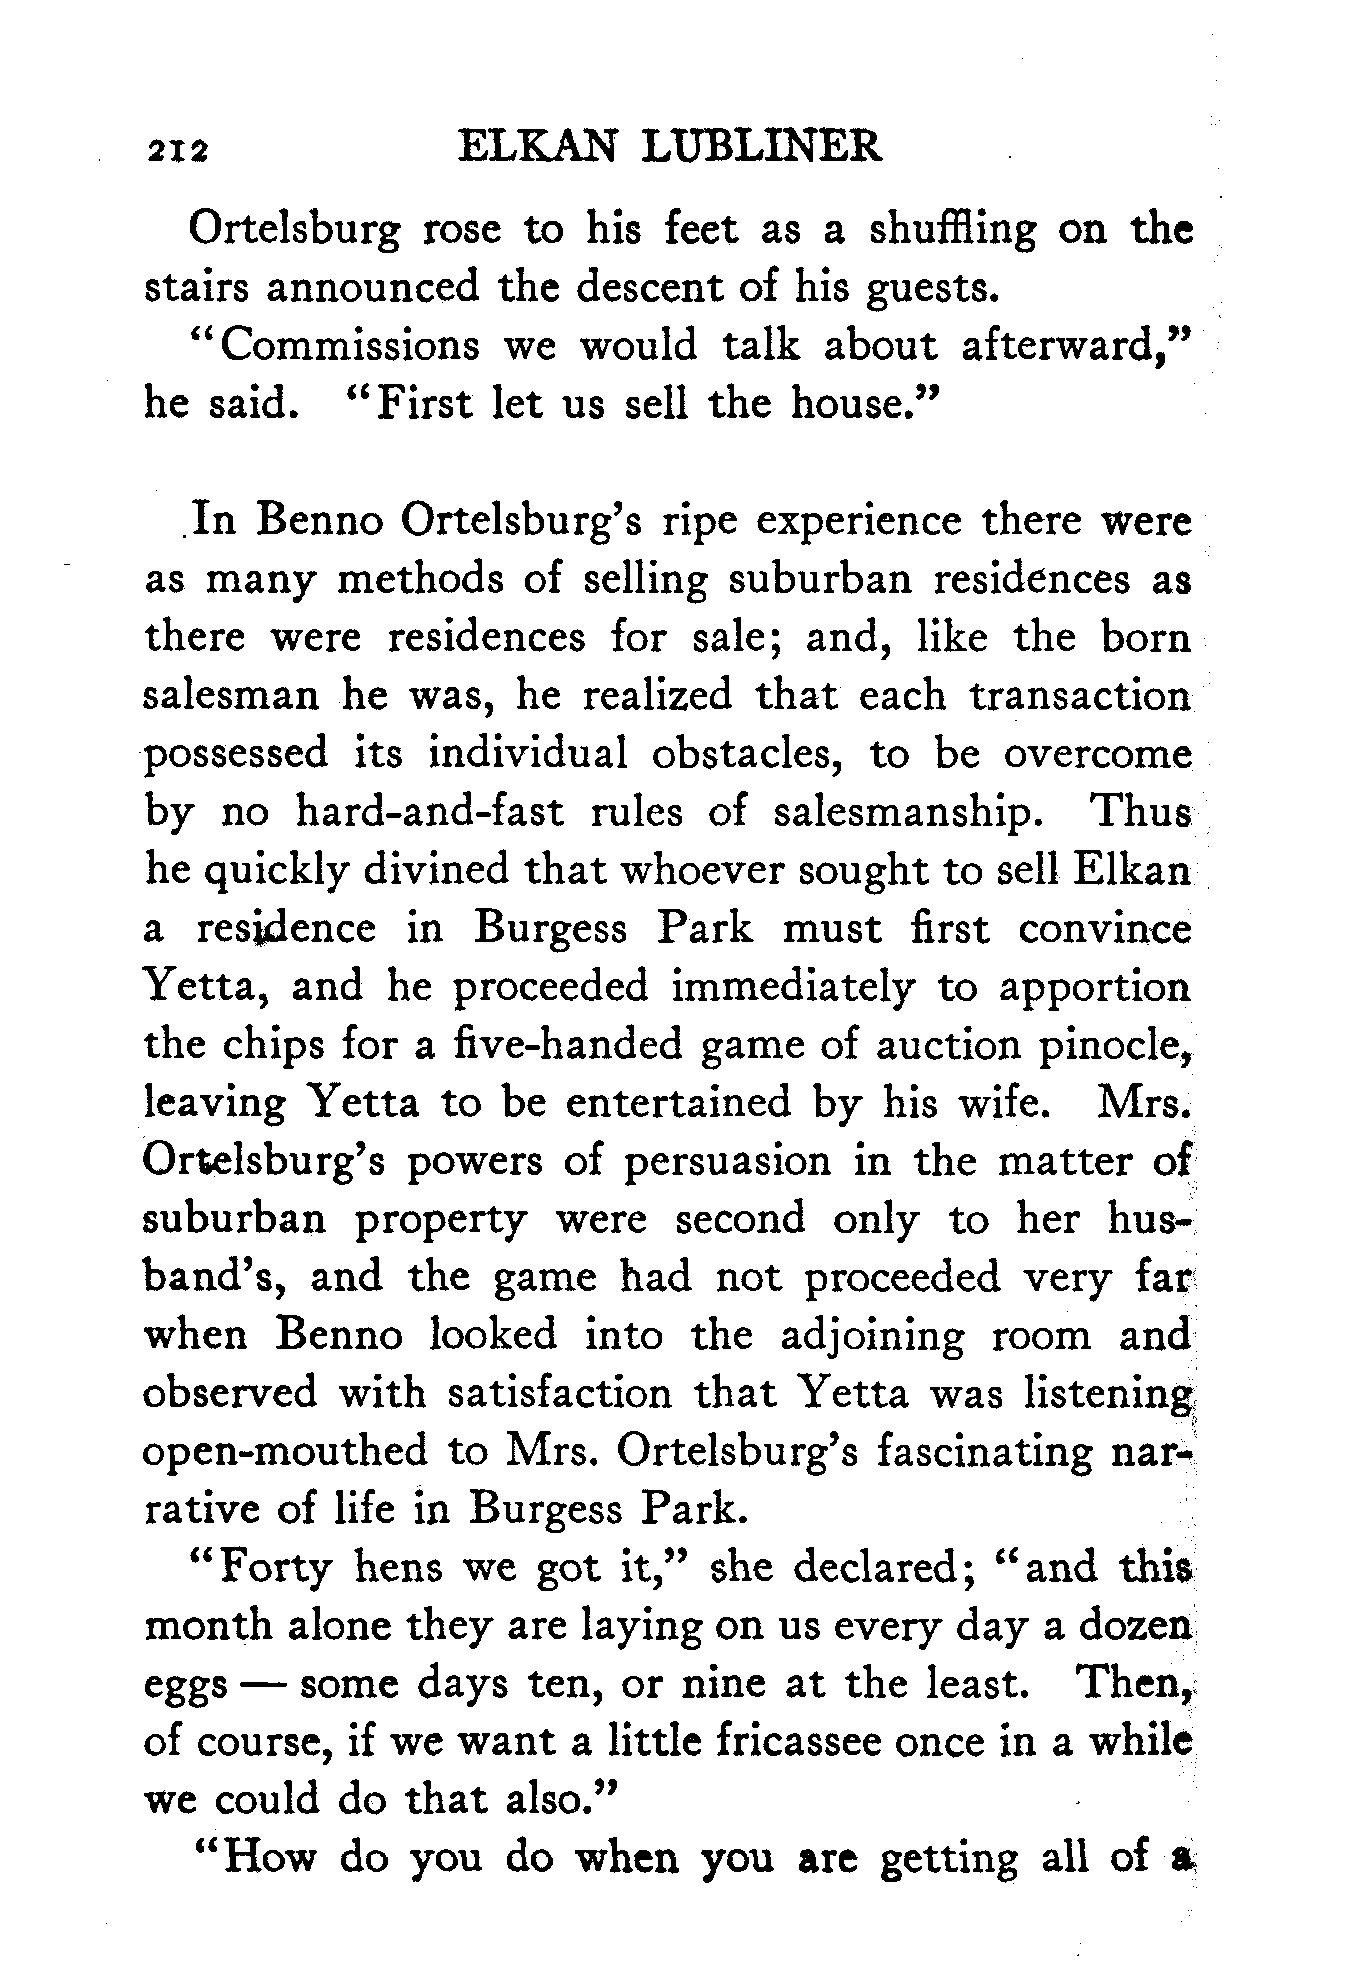 212 ELKAN LUBLINER
Ortelsburg rose to his feet as a shuffling on the
stairs announced the descent of his guests.
"Commissions we would talk about afterward,"
he said. "First let us sell the house."
In Benno Ortelsburg's ripe experience there were
as many methods of selling suburban residences as
there were residences for sale; and, like the born
salesman he was, he realized that each transaction
possessed its individual obstacles, to be overcome
by no hard-and-fast rules of salesmanship. Thus
he quickly divined that whoever sought to sell Elkan
a residence in Burgess Park must first convince
Yetta, and he proceeded immediately to apportion
the chips for a five-handed game of auction pinocle,
leaving Yetta to be entertained by his wife. Mrs.
Ortelsburg's powers of persuasion in the matter of
suburban property were second only to her hus-
band's, and the game had not proceeded very far
when Benno looked into the adjoining room and
observed with satisfaction that Yetta was listening
open-mouthed to Mrs. Ortelsburg's fascinating nar-
rative of life in Burgess Park.
"Forty hens we got it," she declared; "and this
month alone they are laying on us every day a dozen
eggs — some days ten, or nine at the least. Then,
of course, if we want a little fricassee once in a while
we could do that also."
"How do you do when you are getting all of a